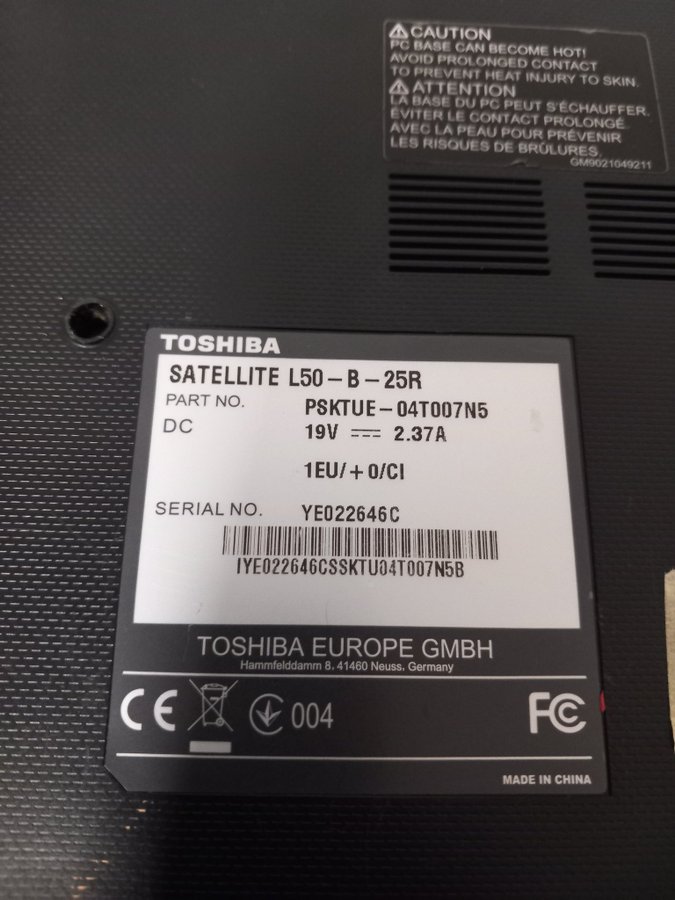 CAUTION
PC BASE CAN BECOME HOT!
AVOID PROLONGED CONTACT
TO PREVENT HEAT INJURY TO SKIN.
ATTENTION
LA BASE DU PC PEUT S'ÉCHAUFFER.
ÉVITER LE CONTACT PROLONGÉ
AVEC LA PEAU POUR PRÉVENIR
LES RISQUES DE BRÛLURES.
GM9021049211
TOSHIBA
SATELLITE L50-B-25R
PART NO. PSKTUE-04T007N5
DC 19V ⎓ 2.37A
1EU/+0/CI
SERIAL NO. YE022646C
IYE022646CSSKTU04T007N5B
TOSHIBA EUROPE GMBH
Hammfelddamm 8. 41460 Neuss. Germany
CE 004 FC
MADE IN CHINA